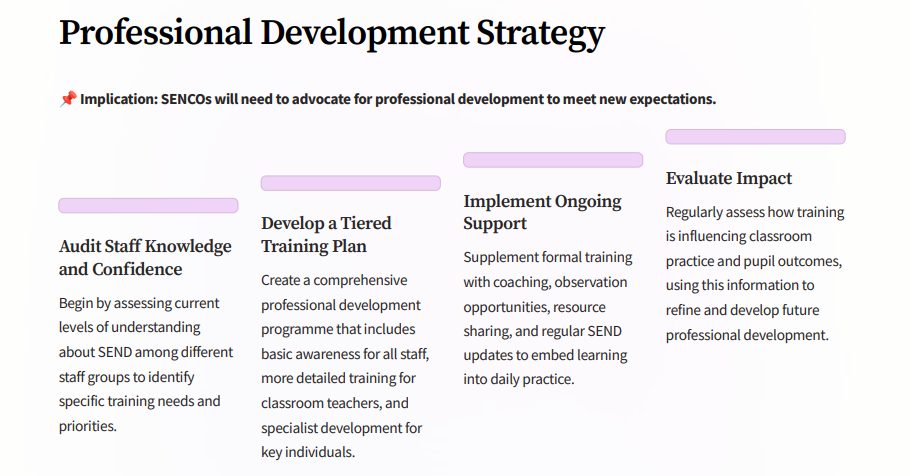 Professional Development Strategy
📌 Implication: SENCOs will need to advocate for professional development to meet new expectations.
Audit Staff Knowledge
and Confidence
Begin by assessing current
levels of understanding
about SEND among different
staff groups to identify
specific training needs and
priorities.
Develop a Tiered
Training Plan
Create a comprehensive
professional development
programme that includes
basic awareness for all staff,
more detailed training for
classroom teachers, and
specialist development for
key individuals.
Implement Ongoing
Support
Supplement formal training
with coaching, observation
opportunities, resource
sharing, and regular SEND
updates to embed learning
into daily practice.
Evaluate Impact
Regularly assess how training
is influencing classroom
practice and pupil outcomes,
using this information to
refine and develop future
professional development.